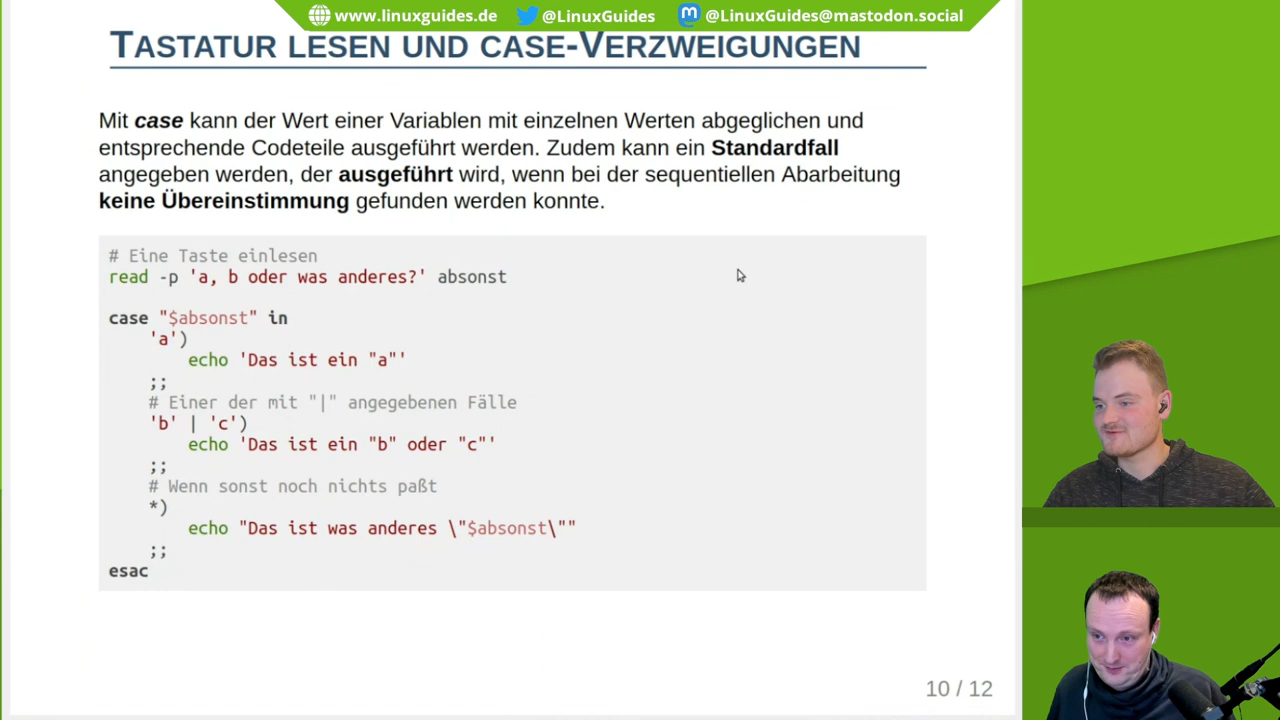 www.linuxguides.de @LinuxGuides @LinuxGuides@mastodon.social
TASTATUR LESEN UND CASE-VERZWEIGUNGEN
Mit case kann der Wert einer Variablen mit einzelnen Werten abgeglichen und
entsprechende Codeteile ausgeführt werden. Zudem kann ein Standardfall
angegeben werden, der ausgeführt wird, wenn bei der sequentiellen Abarbeitung
keine Übereinstimmung gefunden werden konnte.
# Eine Taste einlesen
read -p 'a, b oder was anderes?' absonst
case "$absonst" in
'a')
echo 'Das ist ein "a"'
;;
# Einer der mit "|" angegebenen Fälle
'b' | 'c')
echo 'Das ist ein "b" oder "c"'
;;
# Wenn sonst noch nichts paßt
*)
echo "Das ist was anderes \"$absonst\""
;;
esac
10 / 12